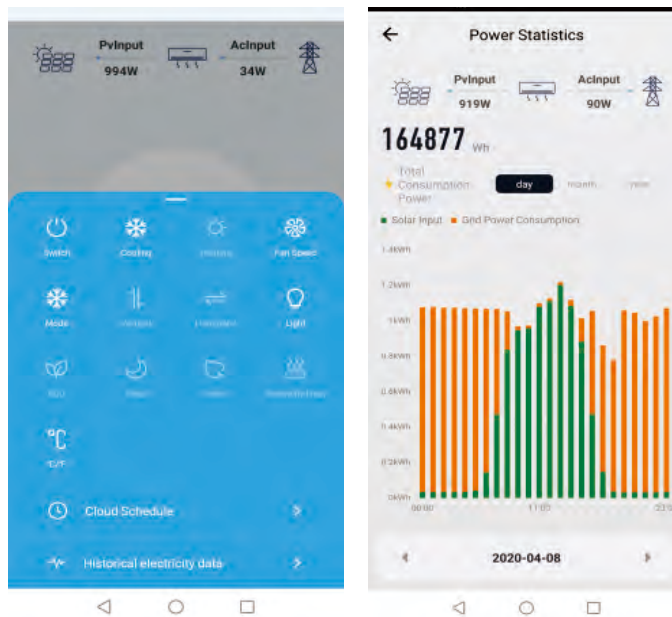 PvInput
AcInput
994W
34W
Switch
Cooling
Fan Speed
Mode
Light
°C
°C/°F
Cloud Schedule
Historical electricity data
Power Statistics
PvInput
AcInput
919W
90W
164877 Wh
Total
Consumption
Power
day
month
year
Solar Input
Grid Power Consumption
1.4kWh
1.2kWh
1kWh
0.8kWh
0.6kWh
0.4kWh
0.2kWh
0kWh
00:00
11:00
2020-04-08